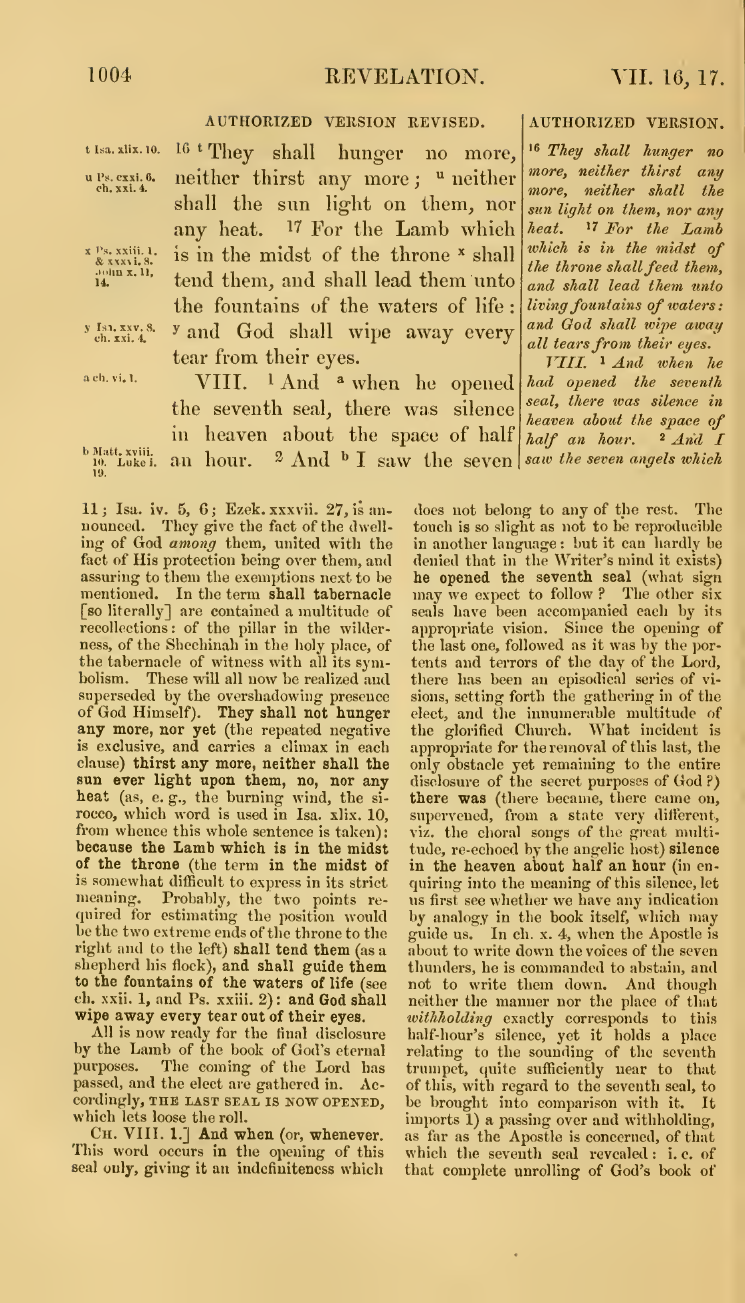 1004 REVELATION. VII. 16, 17.
AUTHORIZED VERSION REVISED.
t Isa. xlix. 10.
16 t They shall hunger no more,
u Ps. cxxi. 6.
ch. xxi. 4.
neither thirst any more; u neither
shall the sun light on them, nor
any heat. 17 For the Lamb which
x Ps. xxiii. 1.
& xxxvi. 8.
John x. 11,
14.
is in the midst of the throne x shall
tend them, and shall lead them unto
the fountains of the waters of life:
y Isa. xxv. 8.
ch. xxi. 4.
y and God shall wipe away every
tear from their eyes.
a ch. vi. 1.
VIII. 1 And a when he opened
the seventh seal, there was silence
in heaven about the space of half
b Matt. xviii.
10. Luke i.
19.
an hour. 2 And b I saw the seven
AUTHORIZED VERSION.
16 They shall hunger no
more, neither thirst any
more, neither shall the
sun light on them, nor any
heat. 17 For the Lamb
which is in the midst of
the throne shall feed them,
and shall lead them unto
living fountains of waters:
and God shall wipe away
all tears from their eyes.
VIII. 1 And when he
had opened the seventh
seal, there was silence in
heaven about the space of
half an hour. 2 And I
saw the seven angels which
11; Isa. iv. 5, 6; Ezek. xxxvii. 27, is an-
nounced. They give the fact of the dwell-
ing of God among them, united with the
fact of His protection being over them, and
assuring to them the exemptions next to be
mentioned. In the term shall tabernacle
[so literally] are contained a multitude of
recollections: of the pillar in the wilder-
ness, of the Shechinah in the holy place, of
the tabernacle of witness with all its sym-
bolism. These will all now be realized and
superseded by the overshadowing presence
of God Himself). They shall not hunger
any more, nor yet (the repeated negative
is exclusive, and carries a climax in each
clause) thirst any more, neither shall the
sun ever light upon them, no, nor any
heat (as, e. g., the burning wind, the si-
rocco, which word is used in Isa. xlix. 10,
from whence this whole sentence is taken):
because the Lamb which is in the midst
of the throne (the term in the midst of
is somewhat difficult to express in its strict
meaning. Probably, the two points re-
quired for estimating the position would
be the two extreme ends of the throne to the
right and to the left) shall tend them (as a
shepherd his flock), and shall guide them
to the fountains of the waters of life (see
ch. xxii. 1, and Ps. xxiii. 2): and God shall
wipe away every tear out of their eyes.
All is now ready for the final disclosure
by the Lamb of the book of God's eternal
purposes. The coming of the Lord has
passed, and the elect are gathered in. Ac-
cordingly, THE LAST SEAL IS NOW OPENED,
which lets loose the roll.
CH. VIII. 1.] And when (or, whenever.
This word occurs in the opening of this
seal only, giving it an indefiniteness which
does not belong to any of the rest. The
touch is so slight as not to be reproducible
in another language: but it can hardly be
denied that in the Writer's mind it exists)
he opened the seventh seal (what sign
may we expect to follow? The other six
seals have been accompanied each by its
appropriate vision. Since the opening of
the last one, followed as it was by the por-
tents and terrors of the day of the Lord,
there has been an episodical series of vi-
sions, setting forth the gathering in of the
elect, and the innumerable multitude of
the glorified Church. What incident is
appropriate for the removal of this last, the
only obstacle yet remaining to the entire
disclosure of the secret purposes of God?)
there was (there became, there came on,
supervened, from a state very different,
viz. the choral songs of the great multi-
tude, re-echoed by the angelic host) silence
in the heaven about half an hour (in en-
quiring into the meaning of this silence, let
us first see whether we have any indication
by analogy in the book itself, which may
guide us. In ch. x. 4, when the Apostle is
about to write down the voices of the seven
thunders, he is commanded to abstain, and
not to write them down. And though
neither the manner nor the place of that
withholding exactly corresponds to this
half-hour's silence, yet it holds a place
relating to the sounding of the seventh
trumpet, quite sufficiently near to that
of this, with regard to the seventh seal, to
be brought into comparison with it. It
imports 1) a passing over and withholding,
as far as the Apostle is concerned, of that
which the seventh seal revealed: i. e. of
that complete unrolling of God's book of